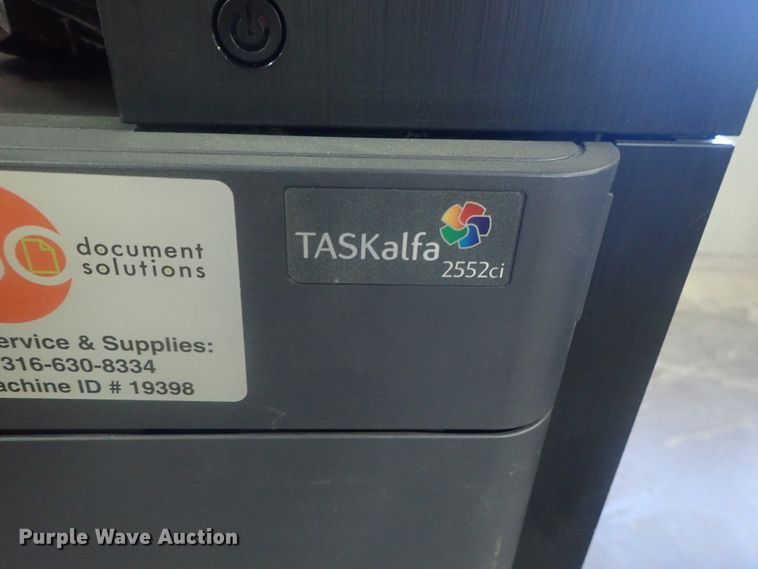 document
solutions
TASKalfa
2552ci
ervice & Supplies:
316-630-8334
achine ID # 19398
Purple Wave Auction